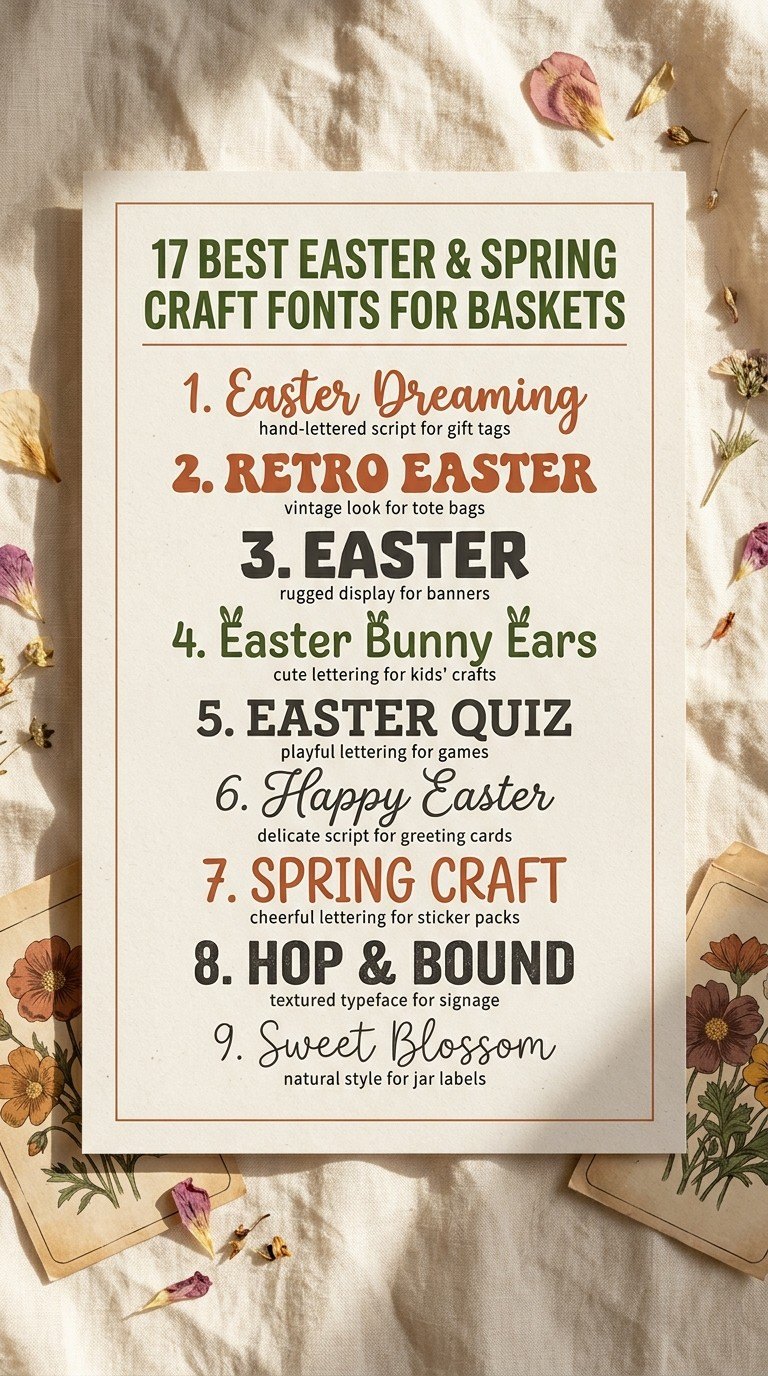 17 BEST EASTER & SPRING
CRAFT FONTS FOR BASKETS
1. Easter Dreaming
hand-lettered script for gift tags
2. RETRO EASTER
vintage look for tote bags
3. EASTER
rugged display for banners
4. Easter Bunny Ears
cute lettering for kids' crafts
5. EASTER QUIZ
playful lettering for games
6. Happy Easter
delicate script for greeting cards
7. SPRING CRAFT
cheerful lettering for sticker packs
8. HOP & BOUND
textured typeface for signage
9. Sweet Blossom
natural style for jar labels